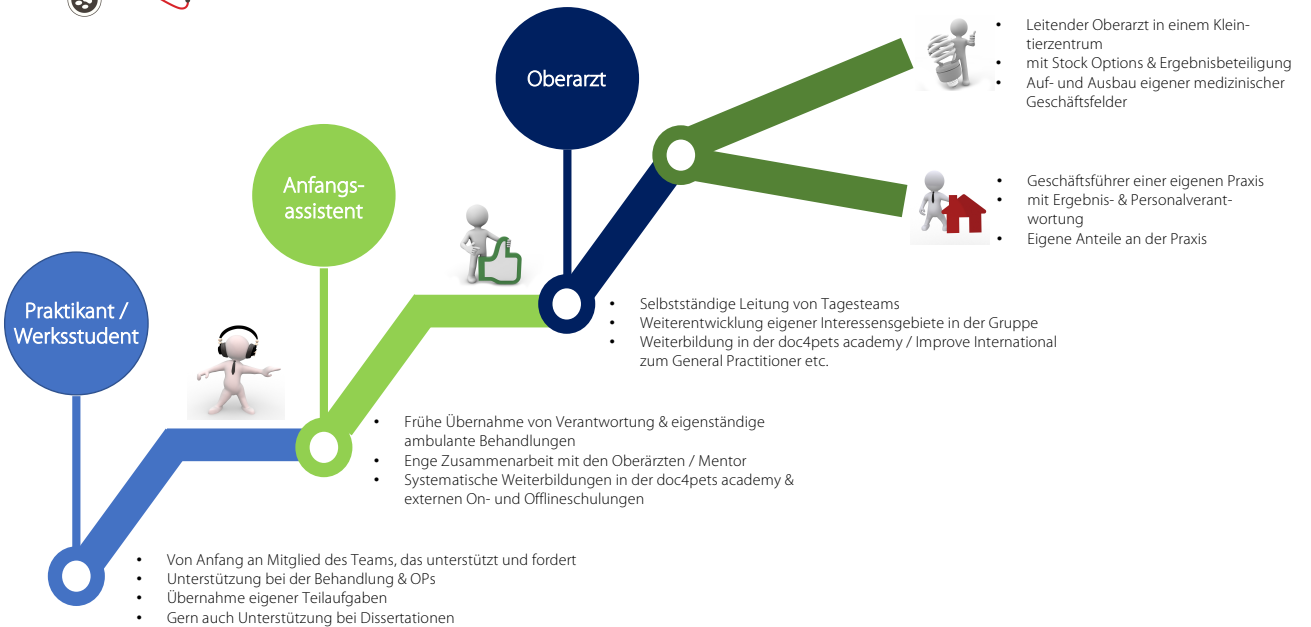 Oberarzt
• Leitender Oberarzt in einem Klein-
tierzentrum
• mit Stock Options & Ergebnisbeteiligung
• Auf- und Ausbau eigener medizinischer
Geschäftsfelder
Anfangs-
assistent
• Geschäftsführer einer eigenen Praxis
• mit Ergebnis- & Personalverant-
wortung
• Eigene Anteile an der Praxis
Praktikant /
Werksstudent
• Selbstständige Leitung von Tagesteams
• Weiterentwicklung eigener Interessensgebiete in der Gruppe
• Weiterbildung in der doc4pets academy / Improve International
zum General Practitioner etc.
• Frühe Übernahme von Verantwortung & eigenständige
ambulante Behandlungen
• Enge Zusammenarbeit mit den Oberärzten / Mentor
• Systematische Weiterbildungen in der doc4pets academy &
externen On- und Offlineschulungen
• Von Anfang an Mitglied des Teams, das unterstützt und fordert
• Unterstützung bei der Behandlung & OPs
• Übernahme eigener Teilaufgaben
• Gern auch Unterstützung bei Dissertationen